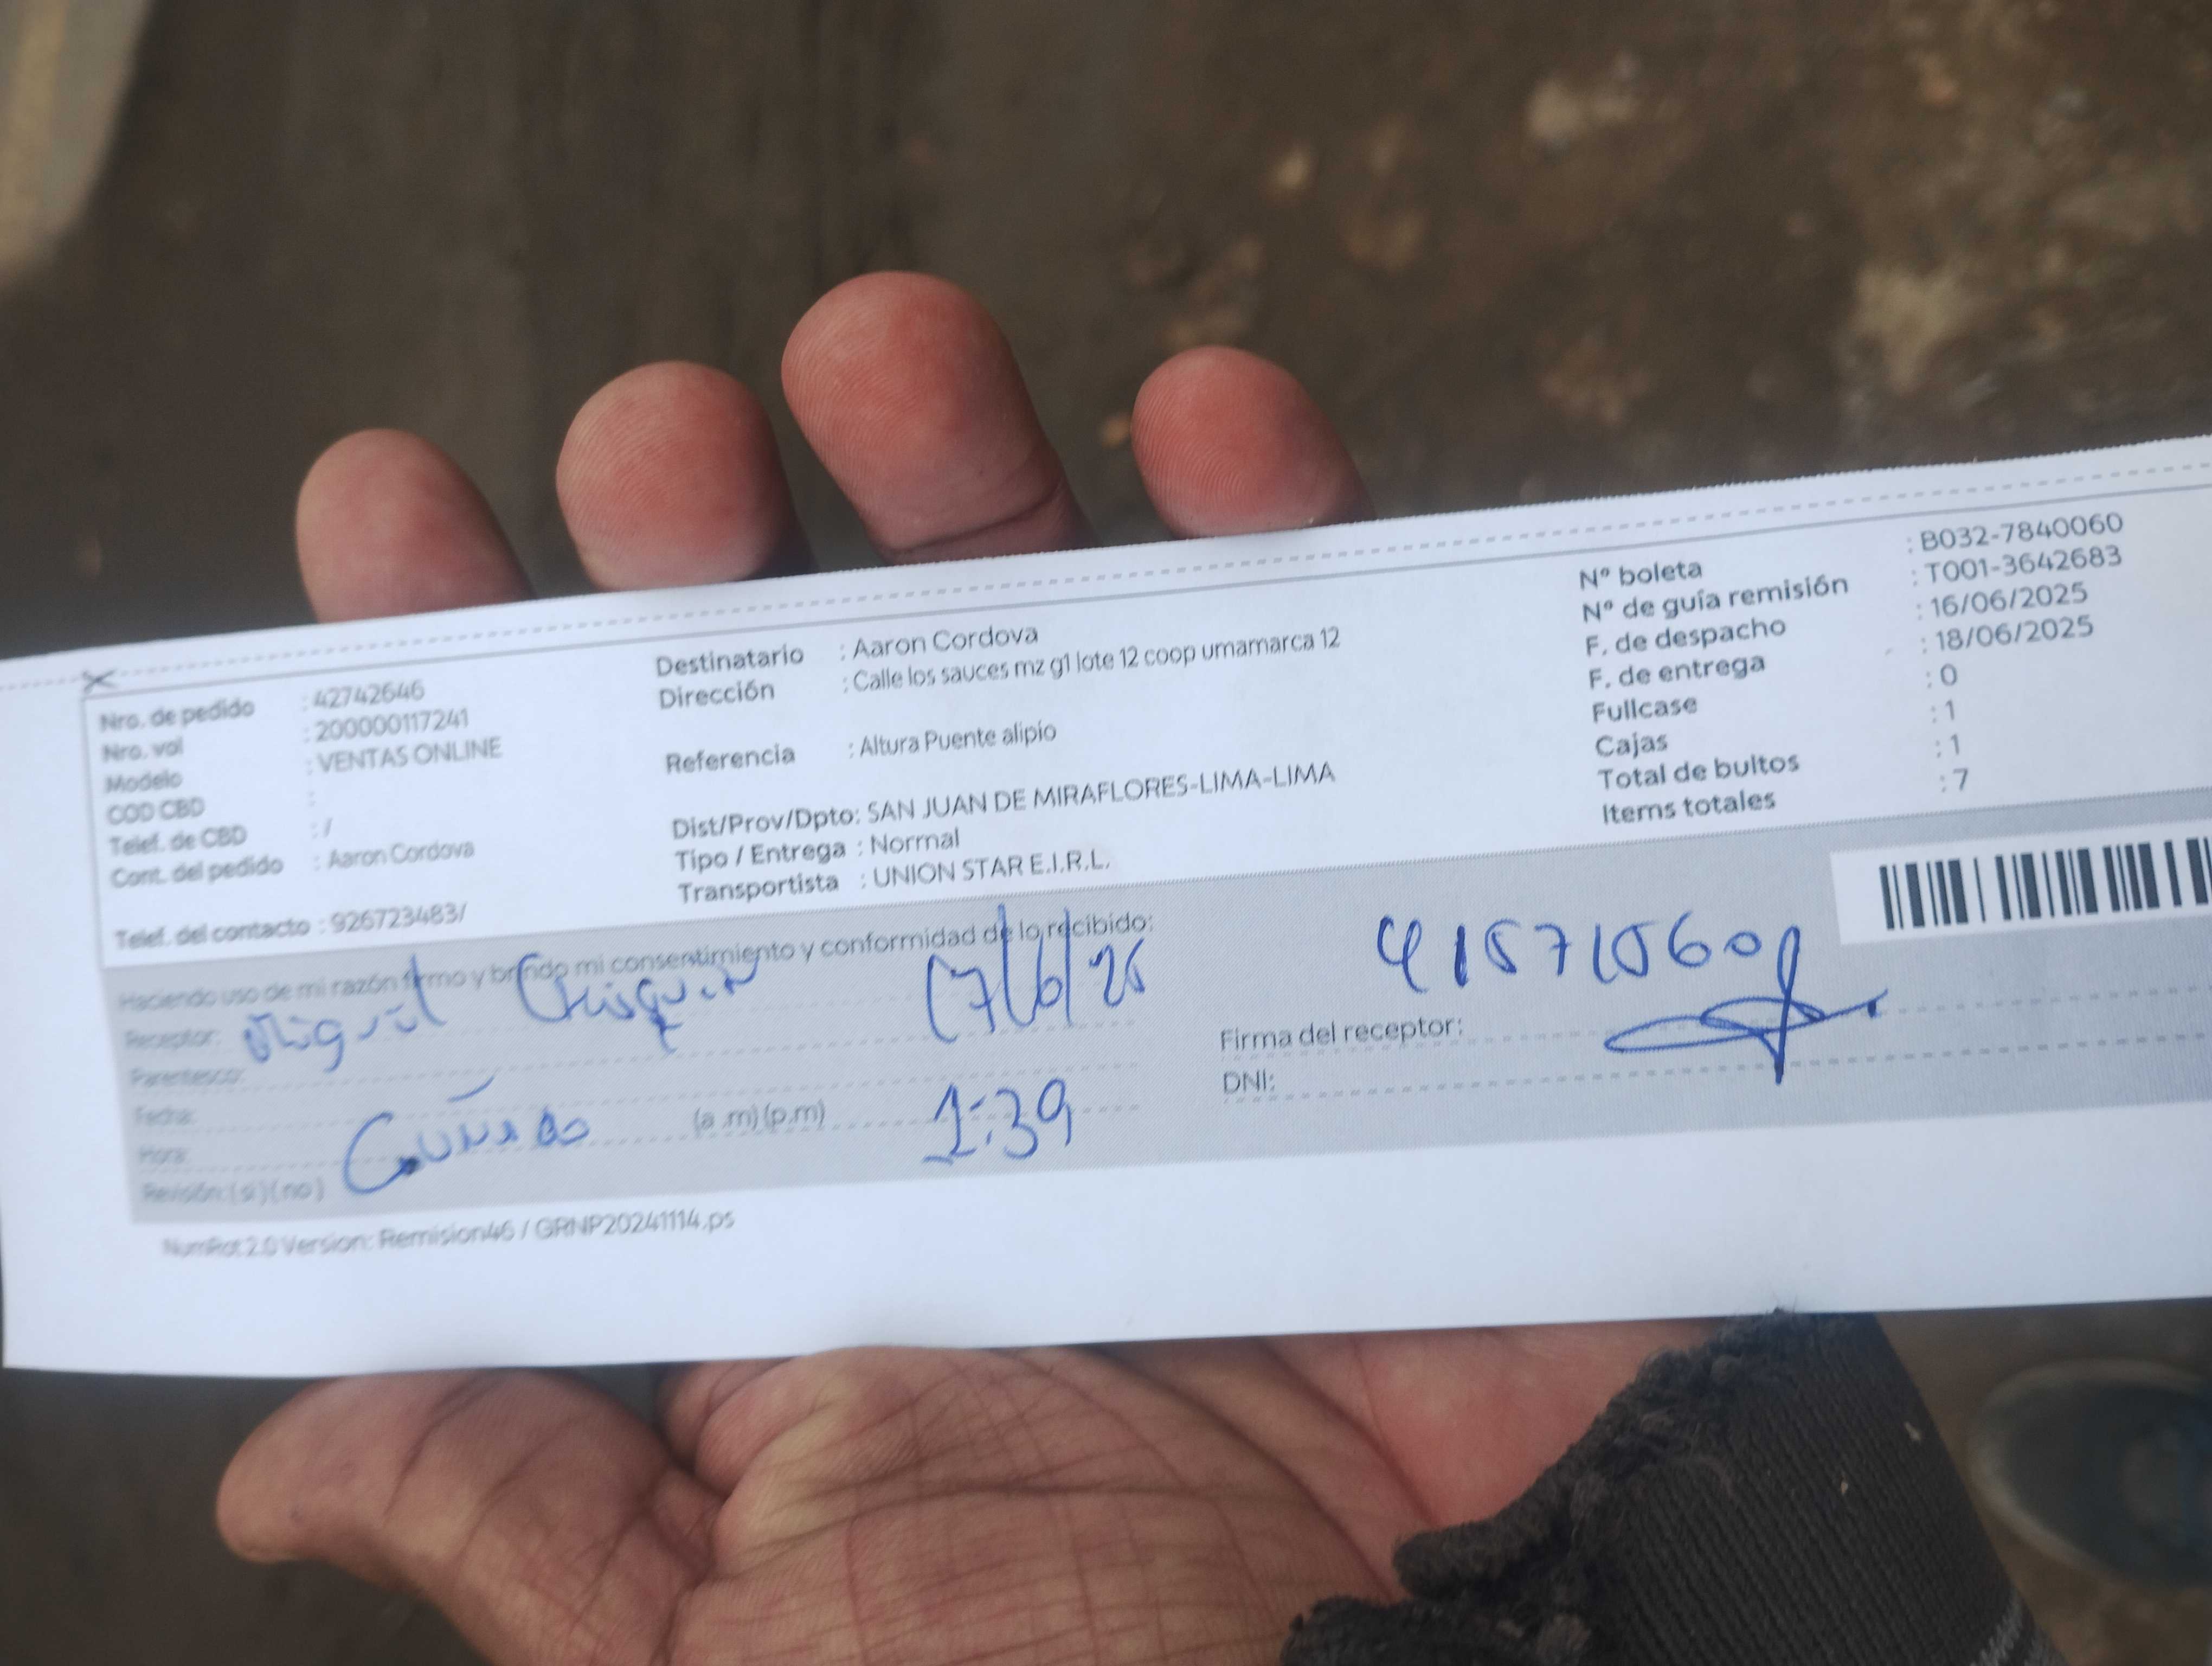 Nro. de pedido : 42742646
Nro. vol : 200000117241
Modelo : VENTAS ONLINE
COD CBD :
Telef. de CBD : /
Cont. del pedido : Aaron Cordova
Telef. del contacto : 926723483/
Destinatario : Aaron Cordova
Dirección : Calle los sauces mz g1 lote 12 coop umamarca 12
Referencia : Altura Puente alipio
Dist/Prov/Dpto: SAN JUAN DE MIRAFLORES-LIMA-LIMA
Tipo / Entrega : Normal
Transportista : UNION STAR E.I.R.L.
Nº boleta : B032-7840060
Nº de guía remisión : T001-3642683
F. de despacho : 16/06/2025
F. de entrega : 18/06/2025
Fullcase : 0
Cajas : 1
Total de bultos : 1
Items totales : 7
Haciendo uso de mi razón firmo y brindo mi consentimiento y conformidad de lo recibido:
Receptor: Miguel
Parentesco:
Fecha:
Hora: Cuñado (a.m) (p.m) 1:39
Revisión: (si) (no)
Firma del receptor:
DNI:
NumRot 2.0 Version: Remision46 / GRNP20241114.ps